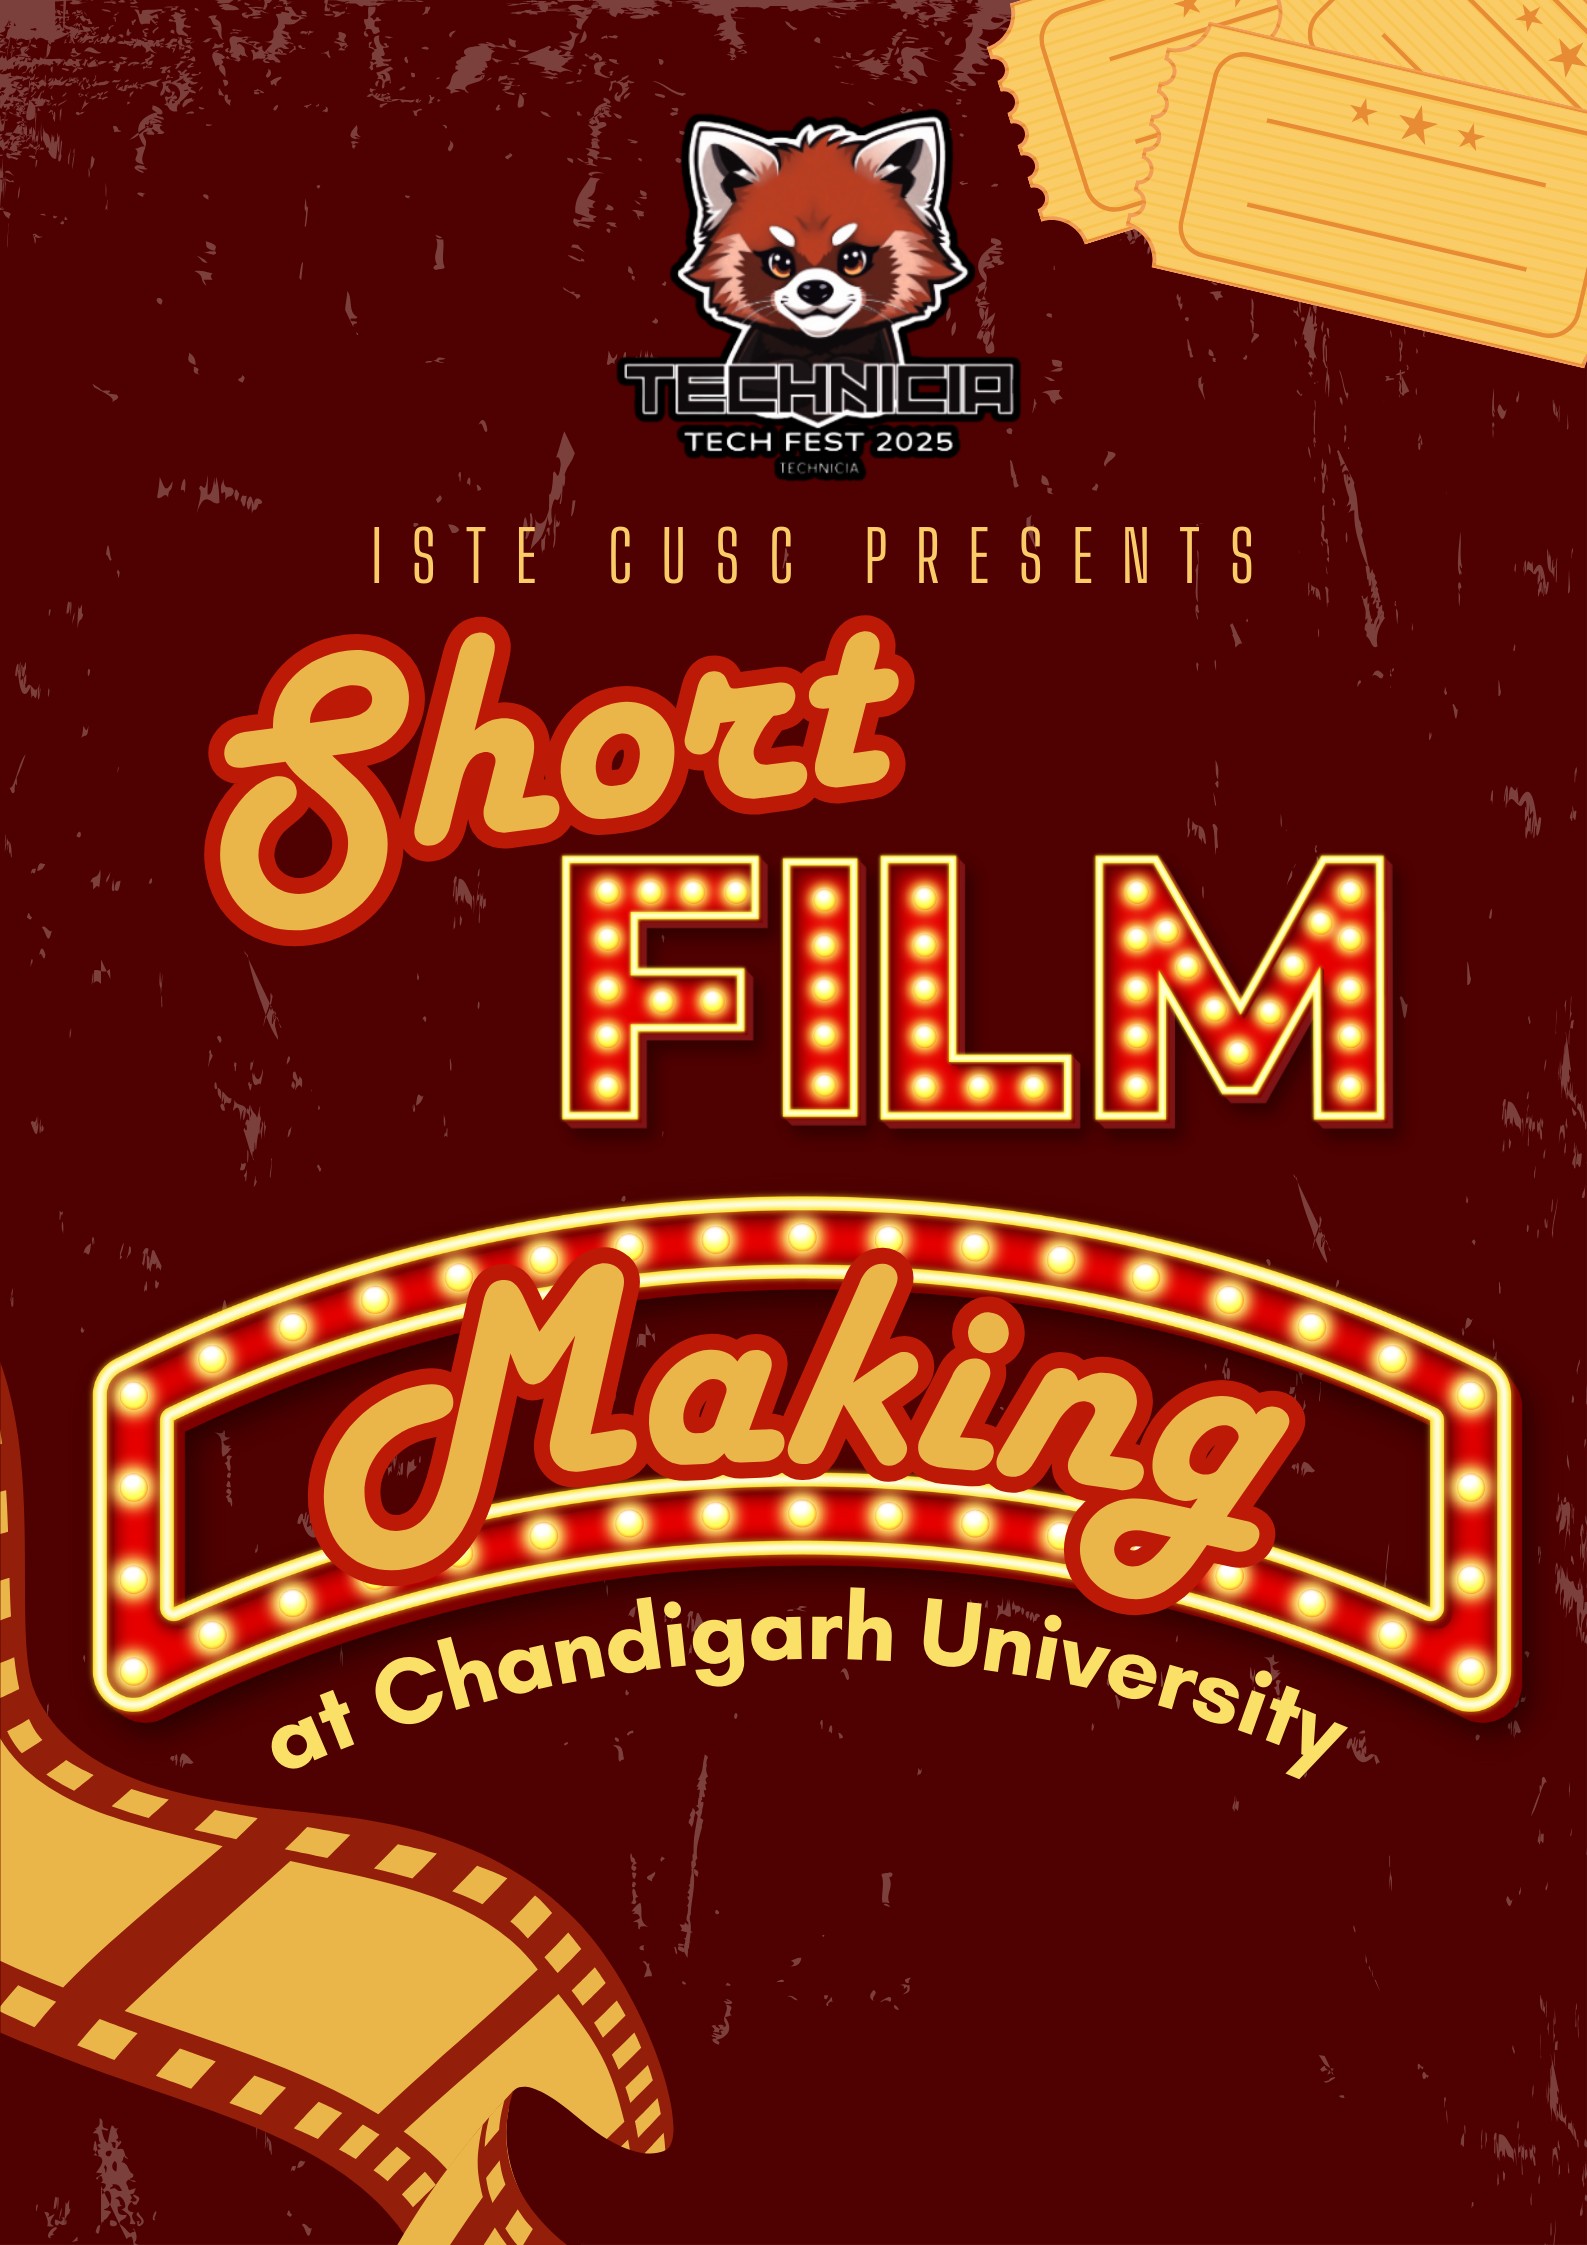 TECHNICIA
TECH FEST 2025
TECHNICIA
ISTE CUSC PRESENTS
Short
FILM
Making
at Chandigarh University